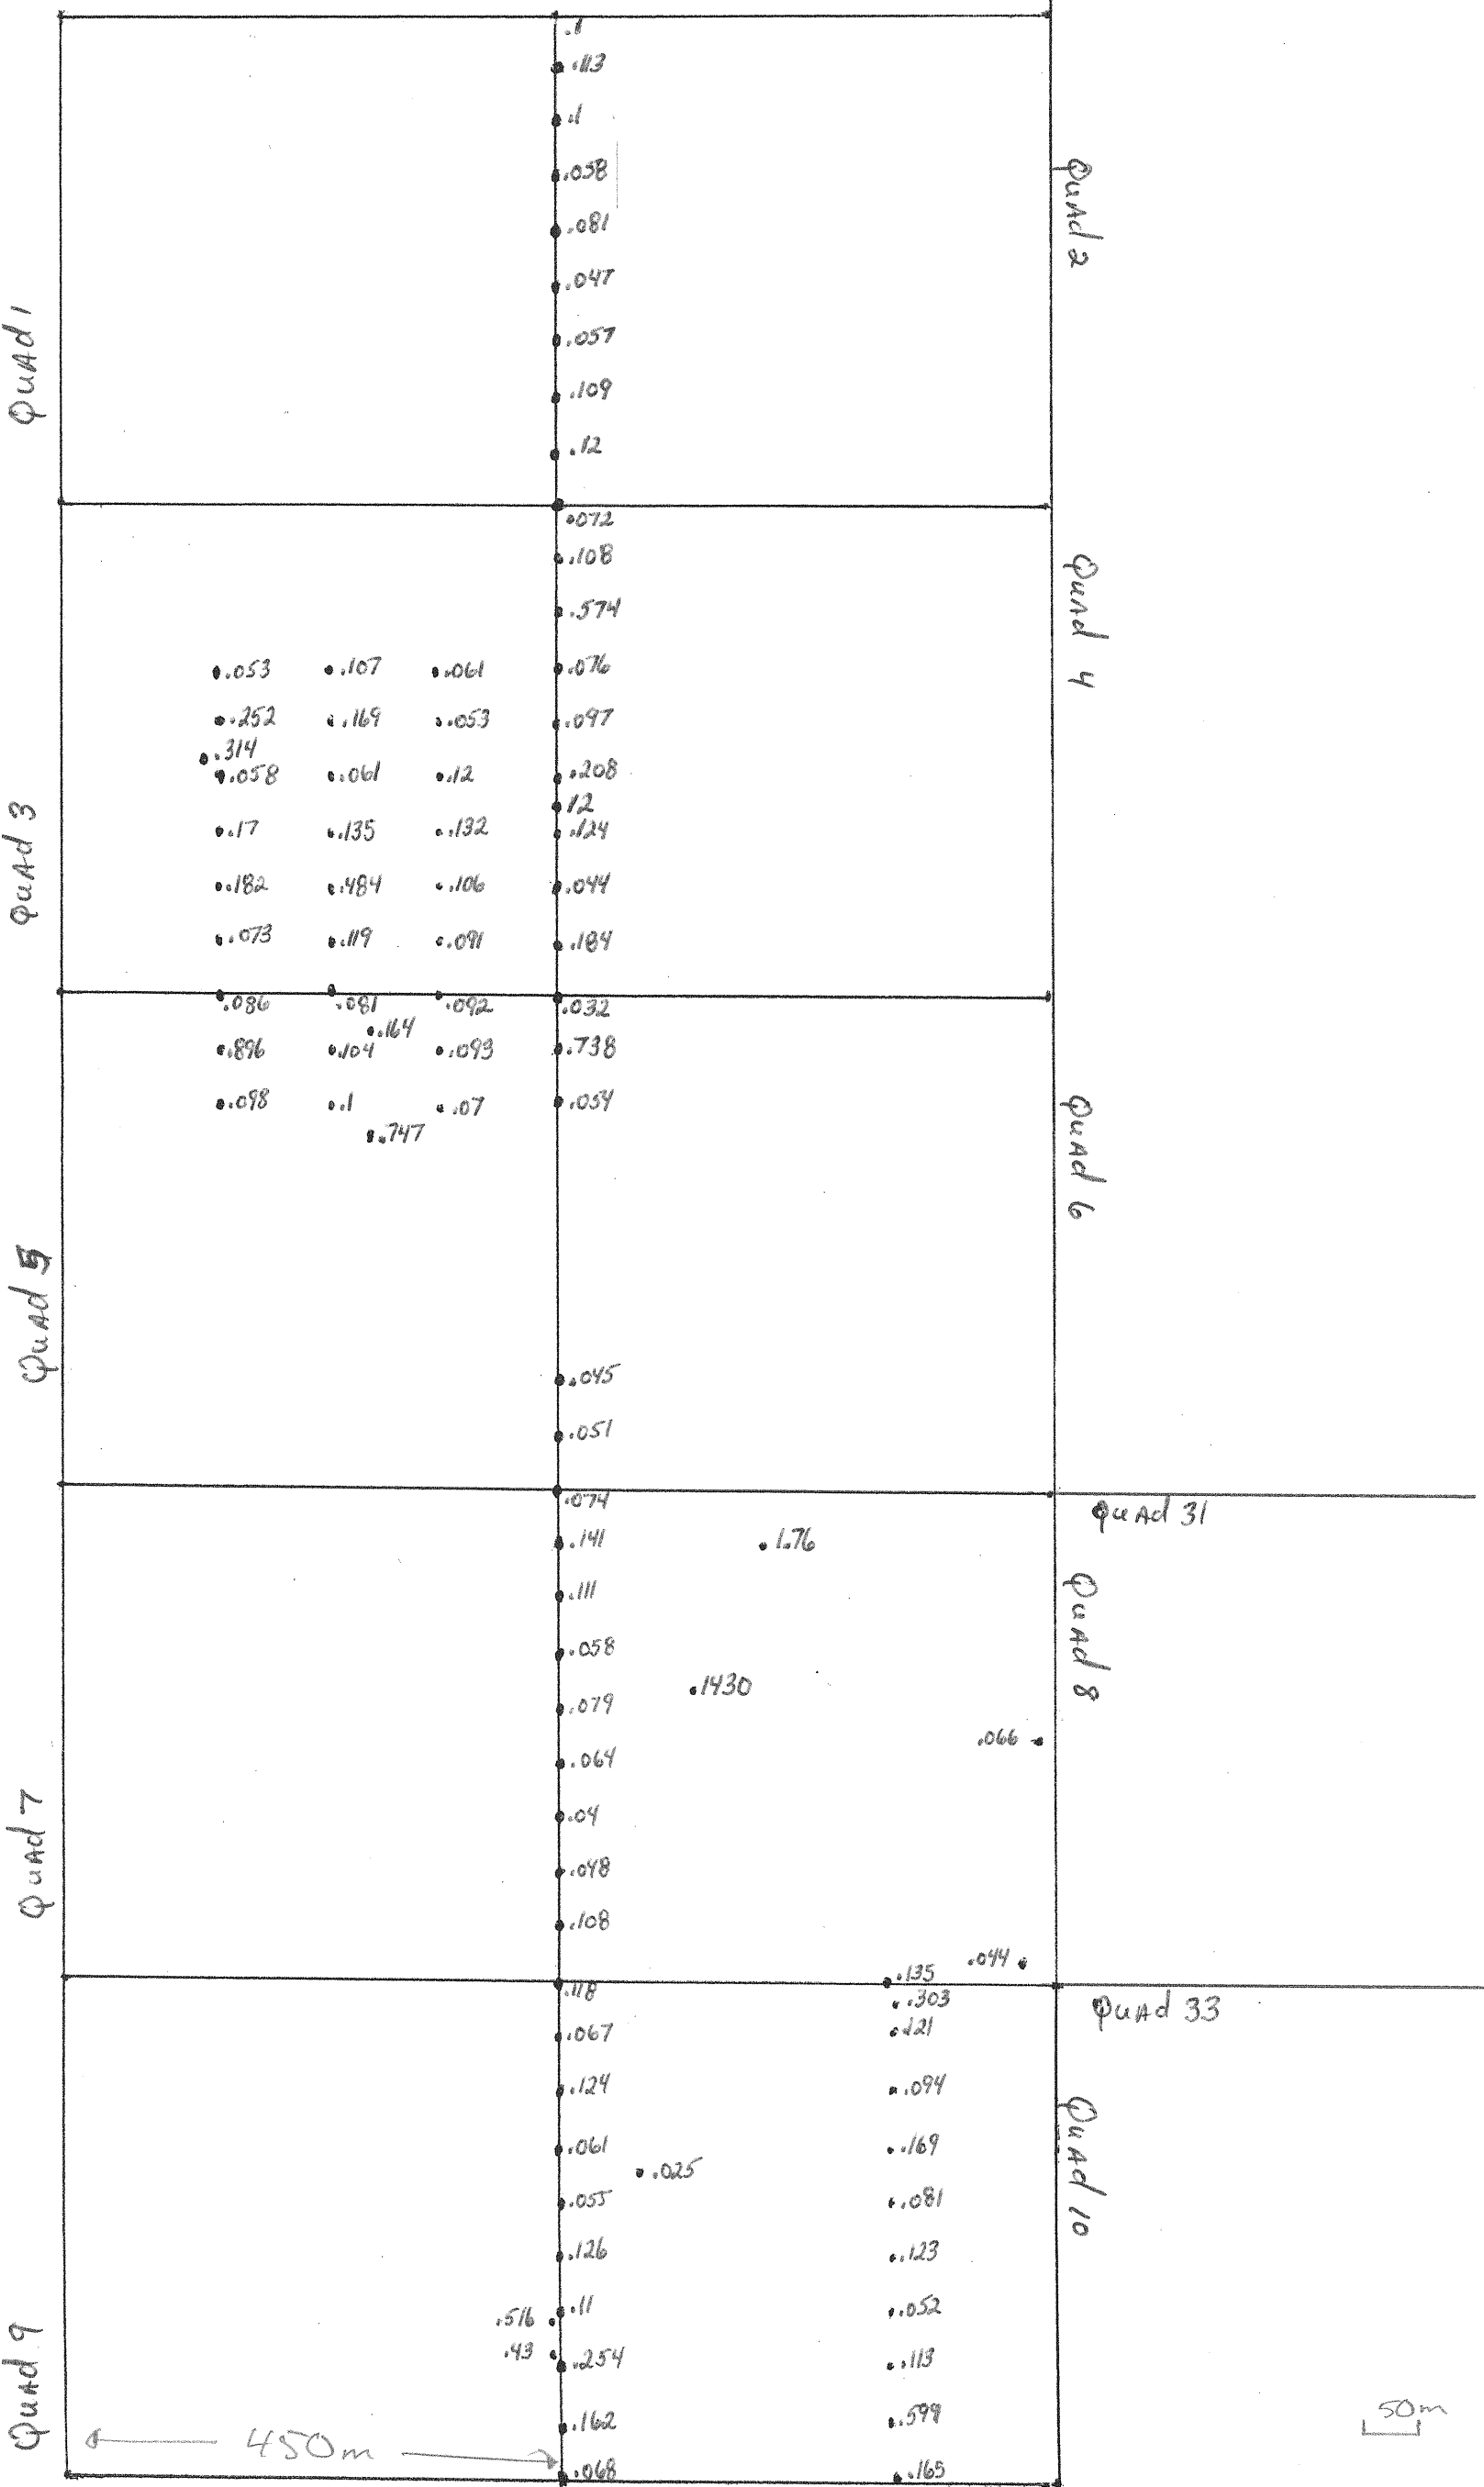 .1
.113
.1
.058
Quad 2
.081
.047
Quad 1
.057
.109
.12
.072
.108
Quad 4
.574
.053 .107 .061 .076
.252 .169 .053 .097
.314
.058 .061 .12 .208
.12
Quad 3
.17 .135 .132 .124
.182 .484 .106 .044
.073 .119 .091 .184
.086 .081 .092 .032
.164
.896 .104 .093 .738
.098 .1 .07 .054
.747
Quad 6
Quad 5
.045
.051
.074
Quad 31
.141 1.76
.111
Quad 8
.058
.1430
.079
.066
.064
.04
Quad 7
.048
.108
.044
.135
.118
.303
Quad 33
.067 .121
.124 .094
Quad 10
.061 .169
.025
.055 .081
.126 .123
.11 .052
.516
.43
.254 .113
Quad 9
.162 .599
50m
450m
.068 .165